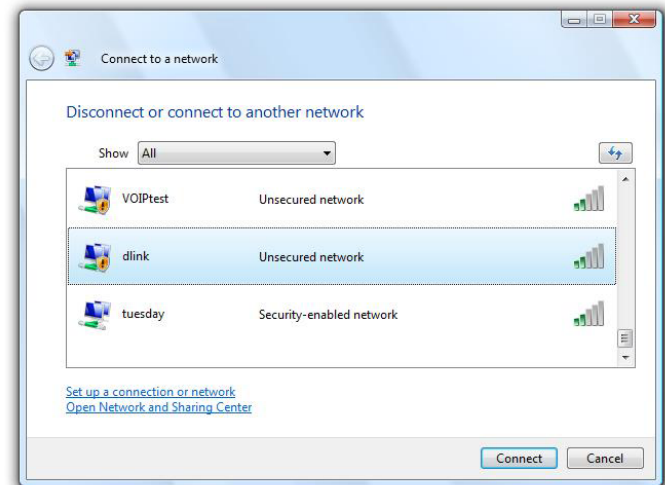 Connect to a network
Disconnect or connect to another network
Show All
VOIPtest Unsecured network
dlink Unsecured network
tuesday Security-enabled network
Set up a connection or network
Open Network and Sharing Center
Connect Cancel